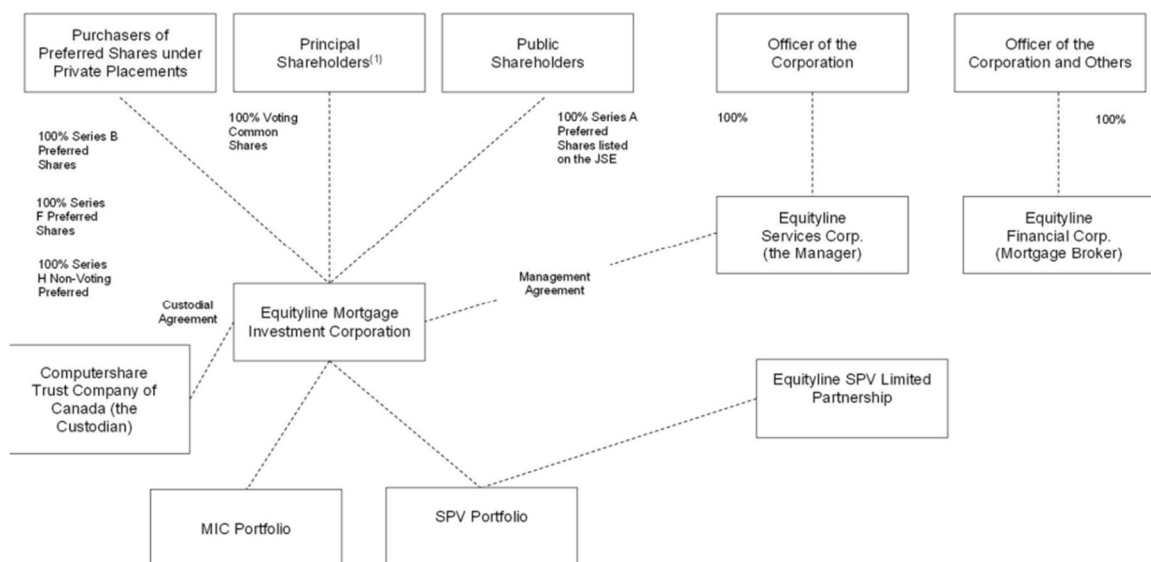 Purchasers of
Preferred Shares under
Private Placements
Principal
Shareholders(1)
Public
Shareholders
Officer of the
Corporation
Officer of the
Corporation and Others
100% Series B
Preferred
Shares
100% Voting
Common
Shares
100% Series A
Preferred
Shares listed
on the JSE
100%
100%
100% Series
F Preferred
Shares
100% Series
H Non-Voting
Preferred
Equityline
Services Corp.
(the Manager)
Equityline
Financial Corp.
(Mortgage Broker)
Management
Agreement
Custodial
Agreement
Equityline Mortgage
Investment Corporation
Computershare
Trust Company of
Canada (the
Custodian)
Equityline SPV Limited
Partnership
MIC Portfolio
SPV Portfolio